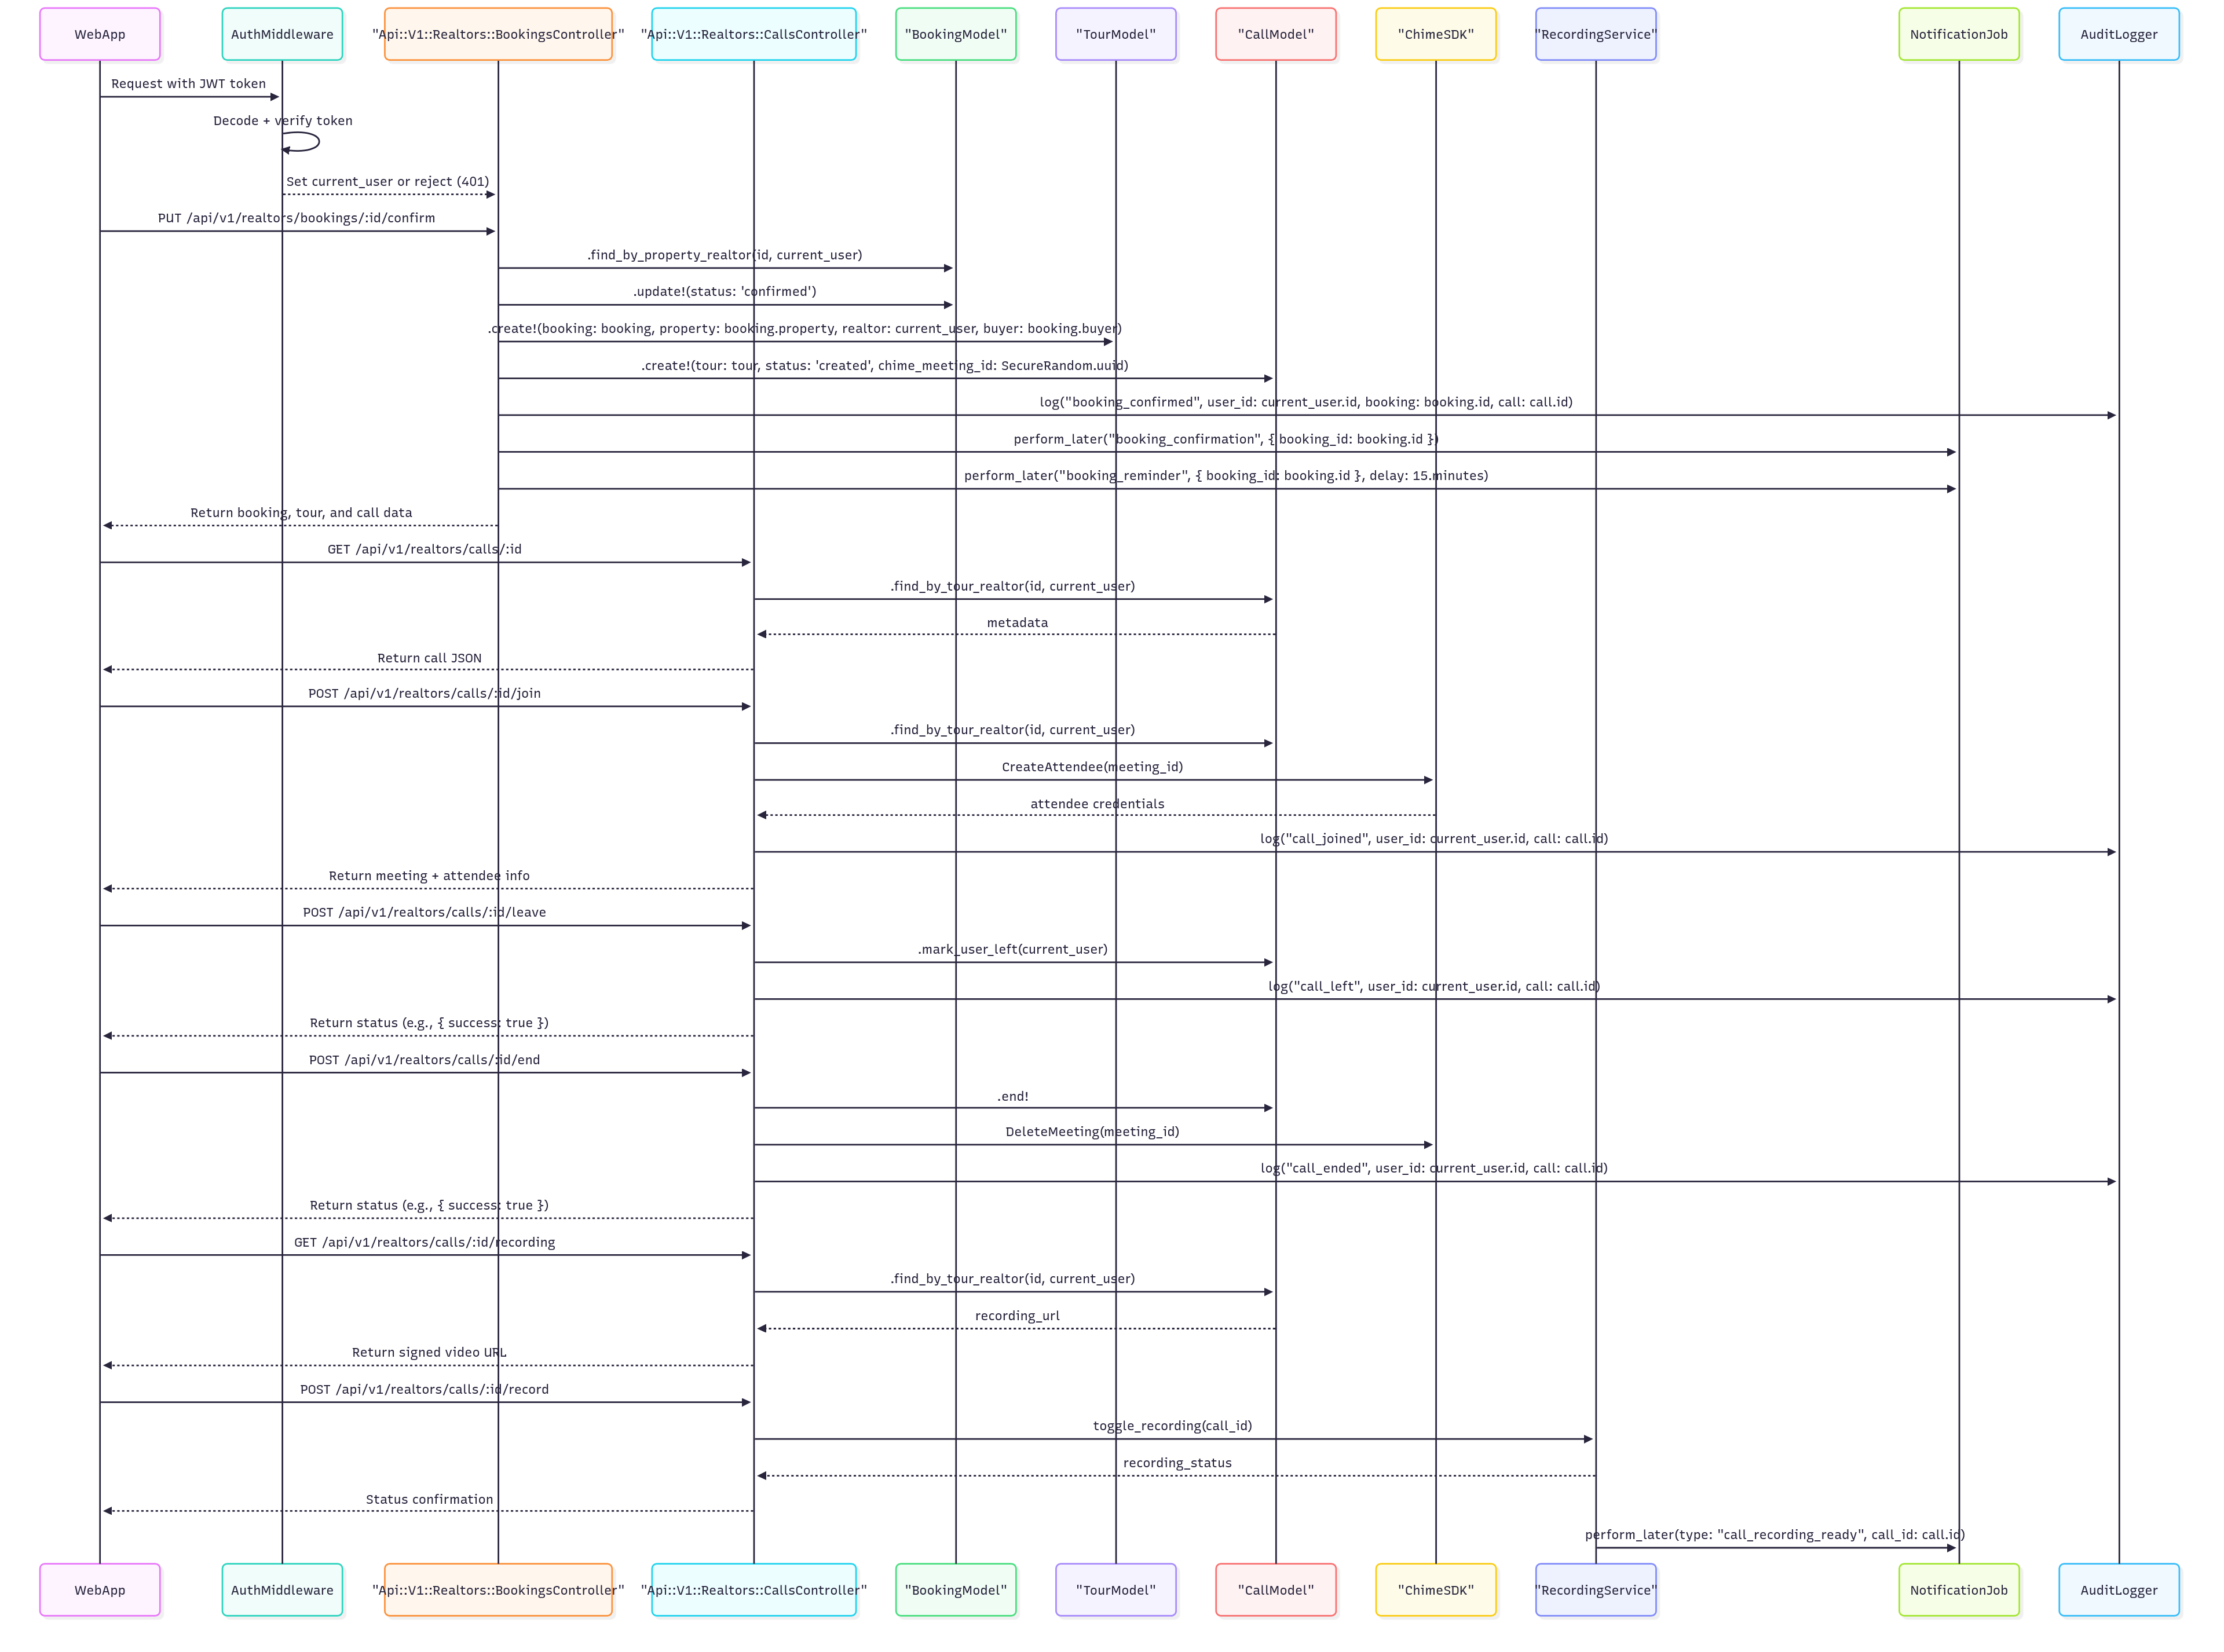 WebApp
AuthMiddleware
"Api::V1::Realtors::BookingsController"
"Api::V1::Realtors::CallsController"
"BookingModel"
"TourModel"
"CallModel"
"ChimeSDK"
"RecordingService"
NotificationJob
AuditLogger
Request with JWT token
Decode + verify token
Set current_user or reject (401)
PUT /api/v1/realtors/bookings/:id/confirm
.find_by_property_realtor(id, current_user)
.update!(status: 'confirmed')
.create!(booking: booking, property: booking.property, realtor: current_user, buyer: booking.buyer)
.create!(tour: tour, status: 'created', chime_meeting_id: SecureRandom.uuid)
log("booking_confirmed", user_id: current_user.id, booking: booking.id, call: call.id)
perform_later("booking_confirmation", { booking_id: booking.id })
perform_later("booking_reminder", { booking_id: booking.id }, delay: 15.minutes)
Return booking, tour, and call data
GET /api/v1/realtors/calls/:id
.find_by_tour_realtor(id, current_user)
metadata
Return call JSON
POST /api/v1/realtors/calls/:id/join
.find_by_tour_realtor(id, current_user)
CreateAttendee(meeting_id)
attendee credentials
log("call_joined", user_id: current_user.id, call: call.id)
Return meeting + attendee info
POST /api/v1/realtors/calls/:id/leave
.mark_user_left(current_user)
log("call_left", user_id: current_user.id, call: call.id)
Return status (e.g., { success: true })
POST /api/v1/realtors/calls/:id/end
.end!
DeleteMeeting(meeting_id)
log("call_ended", user_id: current_user.id, call: call.id)
Return status (e.g., { success: true })
GET /api/v1/realtors/calls/:id/recording
.find_by_tour_realtor(id, current_user)
recording_url
Return signed video URL
POST /api/v1/realtors/calls/:id/record
toggle_recording(call_id)
recording_status
Status confirmation
perform_later(type: "call_recording_ready", call_id: call.id)
WebApp
AuthMiddleware
"Api::V1::Realtors::BookingsController"
"Api::V1::Realtors::CallsController"
"BookingModel"
"TourModel"
"CallModel"
"ChimeSDK"
"RecordingService"
NotificationJob
AuditLogger